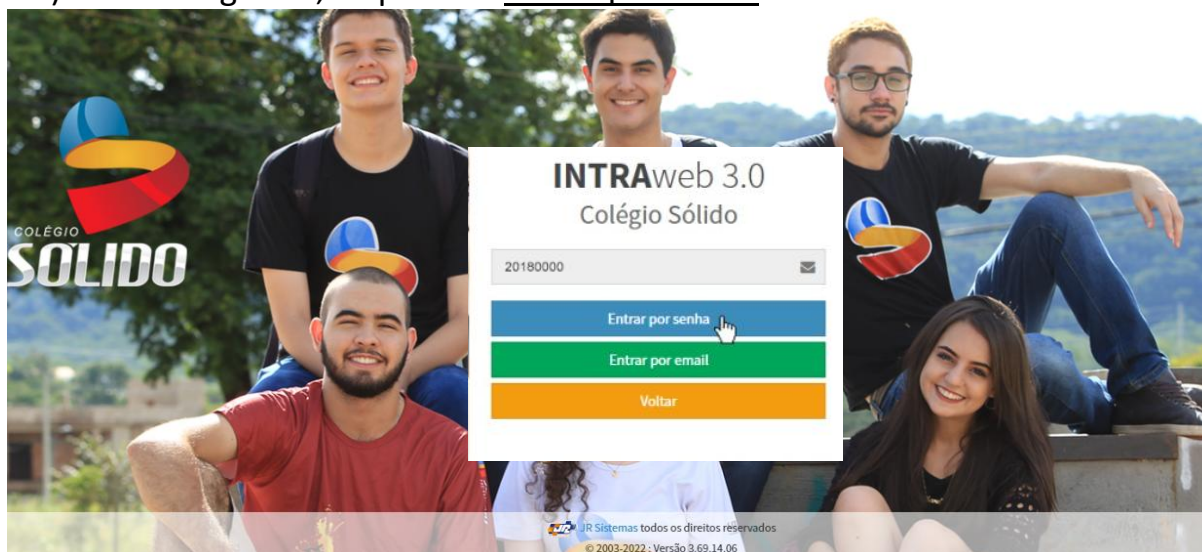 COLÉGIO
SÓLIDO
INTRAweb 3.0
Colégio Sólido
20180000
Entrar por senha
Entrar por email
Voltar
JR Sistemas todos os direitos reservados
© 2003-2022 : Versão 3.69.14.06